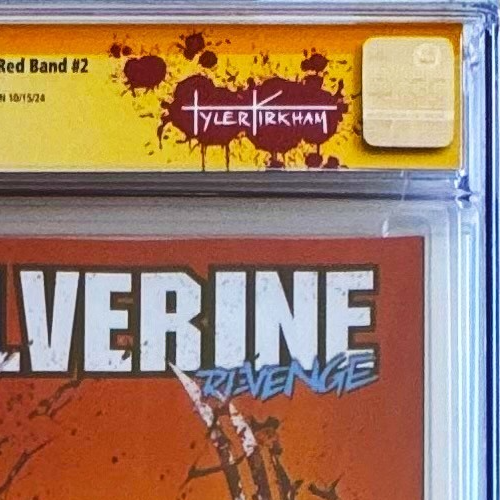 Red Band #2
N 10/15/24
TYLER KIRKHAM
LVERINE
REVENGE